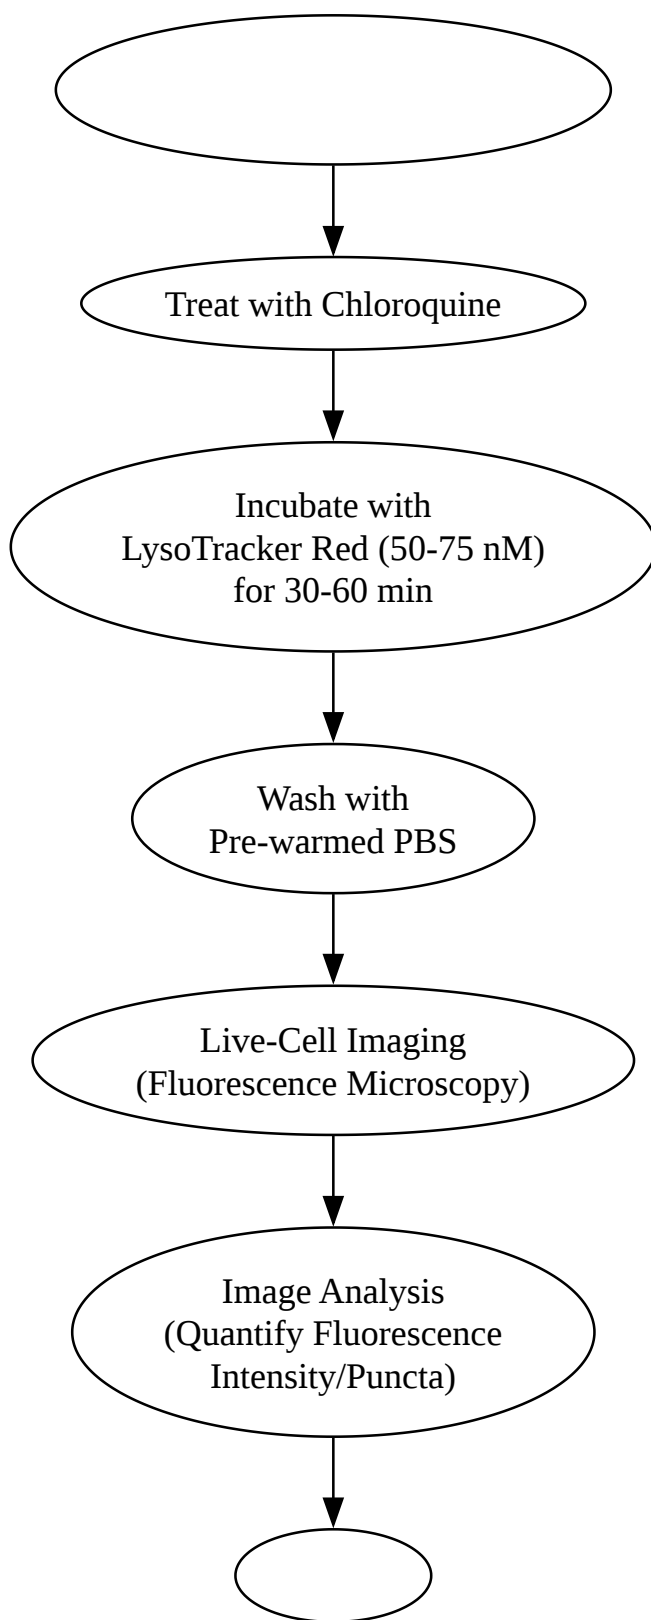 Treat with Chloroquine
Incubate with
LysoTracker Red (50-75 nM)
for 30-60 min
Wash with
Pre-warmed PBS
Live-Cell Imaging
(Fluorescence Microscopy)
Image Analysis
(Quantify Fluorescence
Intensity/Puncta)